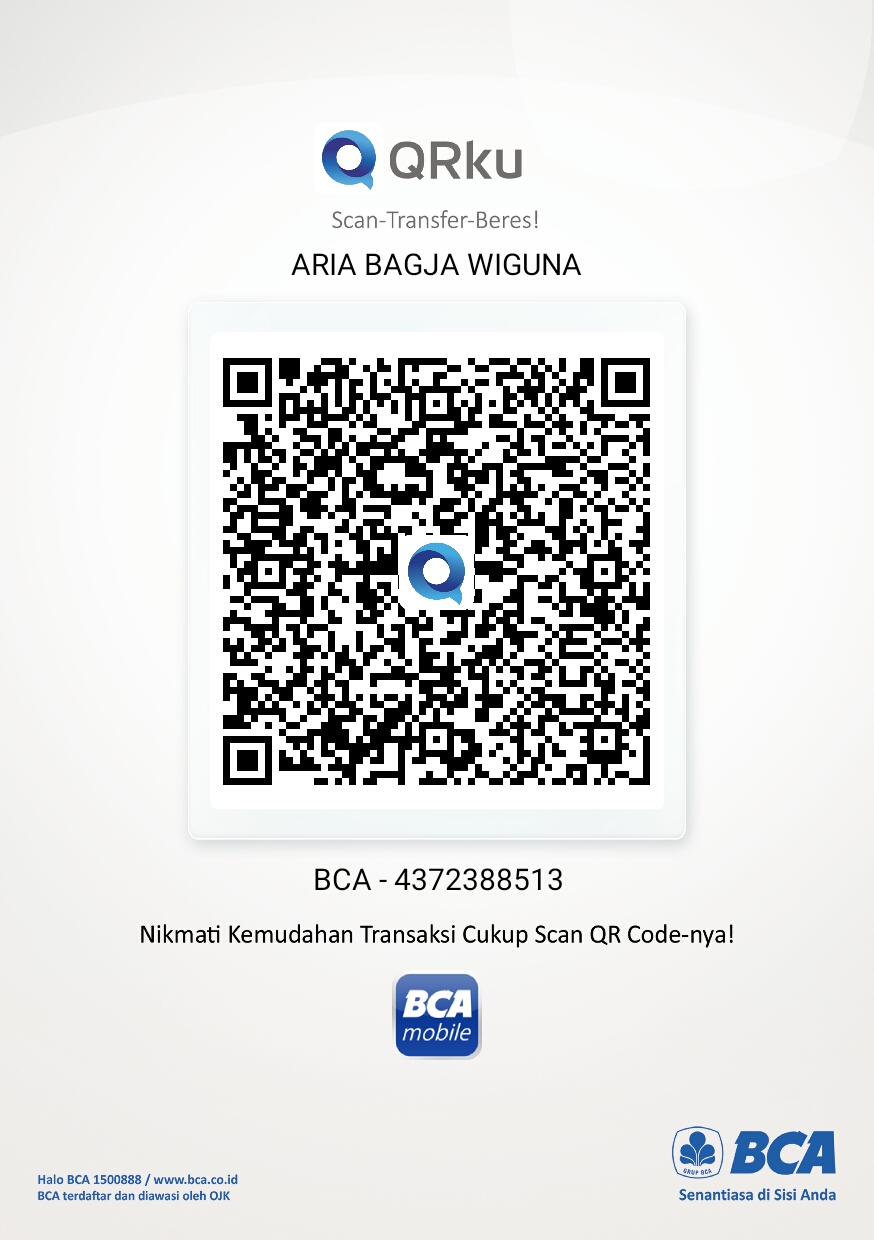 QRku
Scan-Transfer-Beres!
ARIA BAGJA WIGUNA
BCA - 4372388513
Nikmati Kemudahan Transaksi Cukup Scan QR Code-nya!
BCA
mobile
GRUP BCA
BCA
Senantiasa di Sisi Anda
Halo BCA 1500888 / www.bca.co.id
BCA terdaftar dan diawasi oleh OJK